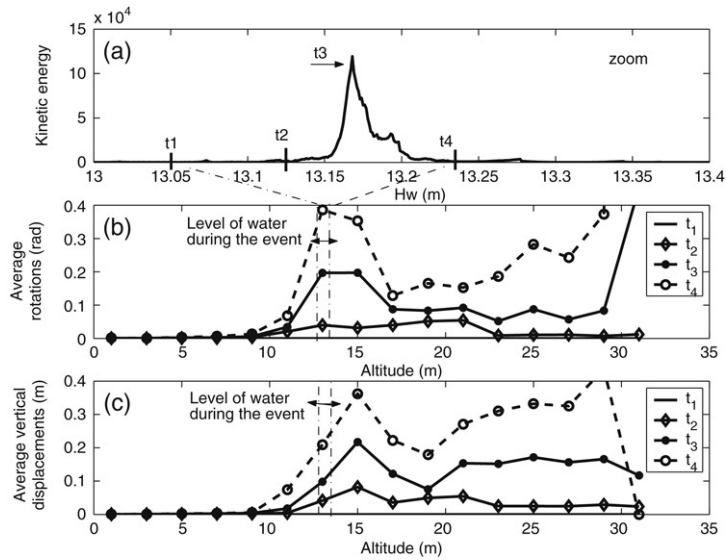 x 10^4
15
(a)
t3
zoom
10
Kinetic energy
5
t1
t2
t4
0
13 13.05 13.1 13.15 13.2 13.25 13.3 13.35 13.4
Hw (m)
0.4
(b)
Level of water
during the event
t₁
t₂
t₃
t₄
0.3
0.2
0.1
0
Average
rotations (rad)
0 5 10 15 20 25 30 35
Altitude (m)
0.4
(c)
Level of water
during the event
t₁
t₂
t₃
t₄
0.3
0.2
0.1
0
Average vertical
displacements (m)
0 5 10 15 20 25 30 35
Altitude (m)